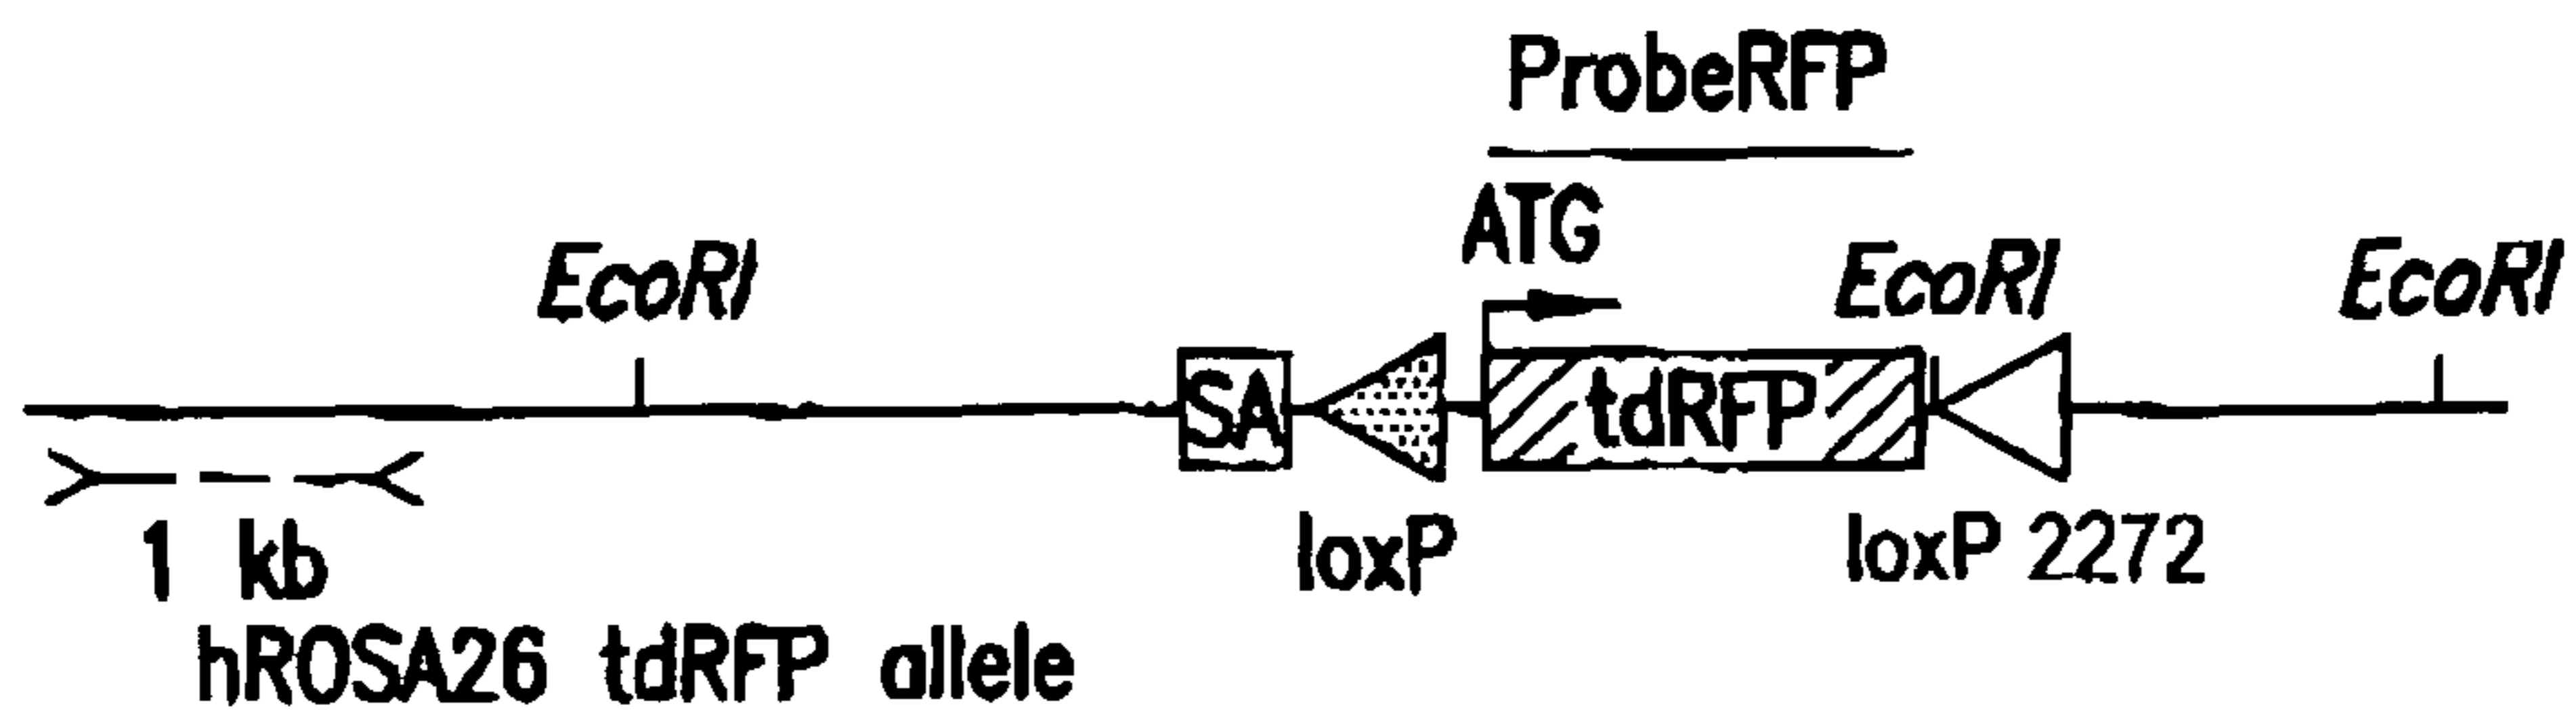 ProbeRFP
ATG
EcoRI EcoRI EcoRI
SA tdRFP
loxP loxP 2272
1 kb
hROSA26 tdRFP allele